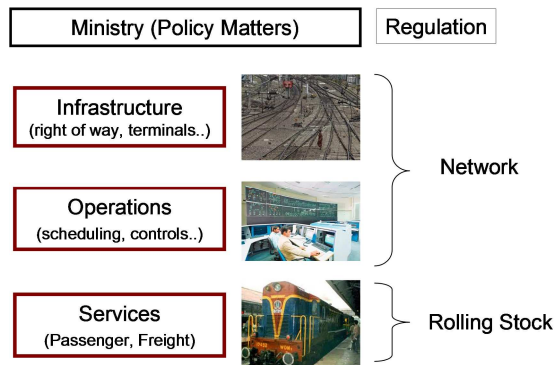 Ministry (Policy Matters)
Regulation
Infrastructure
(right of way, terminals..)
Network
Operations
(scheduling, controls..)
Services
(Passenger, Freight)
Rolling Stock